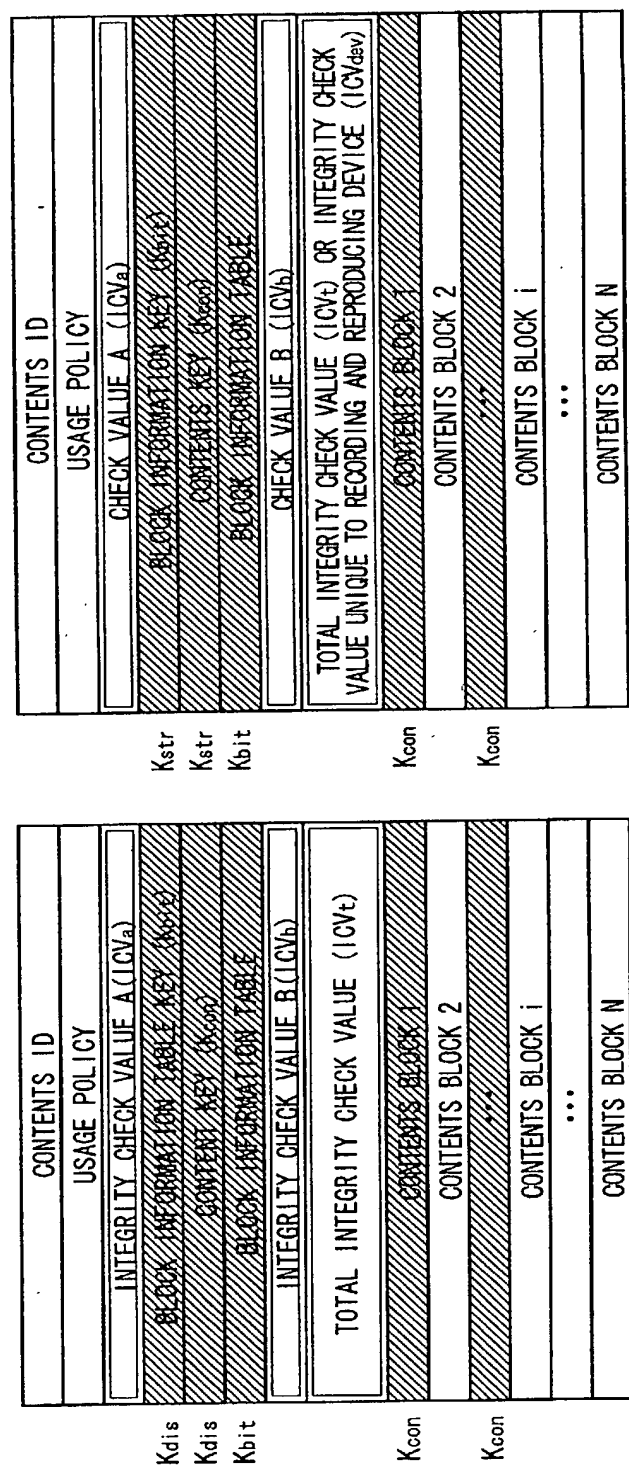 CONTENTS ID
USAGE POLICY
INTEGRITY CHECK VALUE A(ICVa)
Kdis BLOCK INFORMATION TABLE KEY (Kbit)
Kdis CONTENT KEY (Kcon)
Kbit BLOCK INFORMATION TABLE
INTEGRITY CHECK VALUE B(ICVb)
TOTAL INTEGRITY CHECK VALUE (ICVt)
Kcon CONTENTS BLOCK 1
CONTENTS BLOCK 2
Kcon ...
CONTENTS BLOCK i
...
CONTENTS BLOCK N
CONTENTS ID
USAGE POLICY
CHECK VALUE A (ICVa)
Kstr BLOCK INFORMATION KEY (Kbit)
Kstr CONTENTS KEY (Kcon)
Kbit BLOCK INFORMATION TABLE
CHECK VALUE B (ICVb)
TOTAL INTEGRITY CHECK VALUE (ICVt) OR INTEGRITY CHECK
VALUE UNIQUE TO RECORDING AND REPRODUCING DEVICE (ICVdev)
Kcon CONTENTS BLOCK 1
CONTENTS BLOCK 2
Kcon ...
CONTENTS BLOCK i
...
CONTENTS BLOCK N